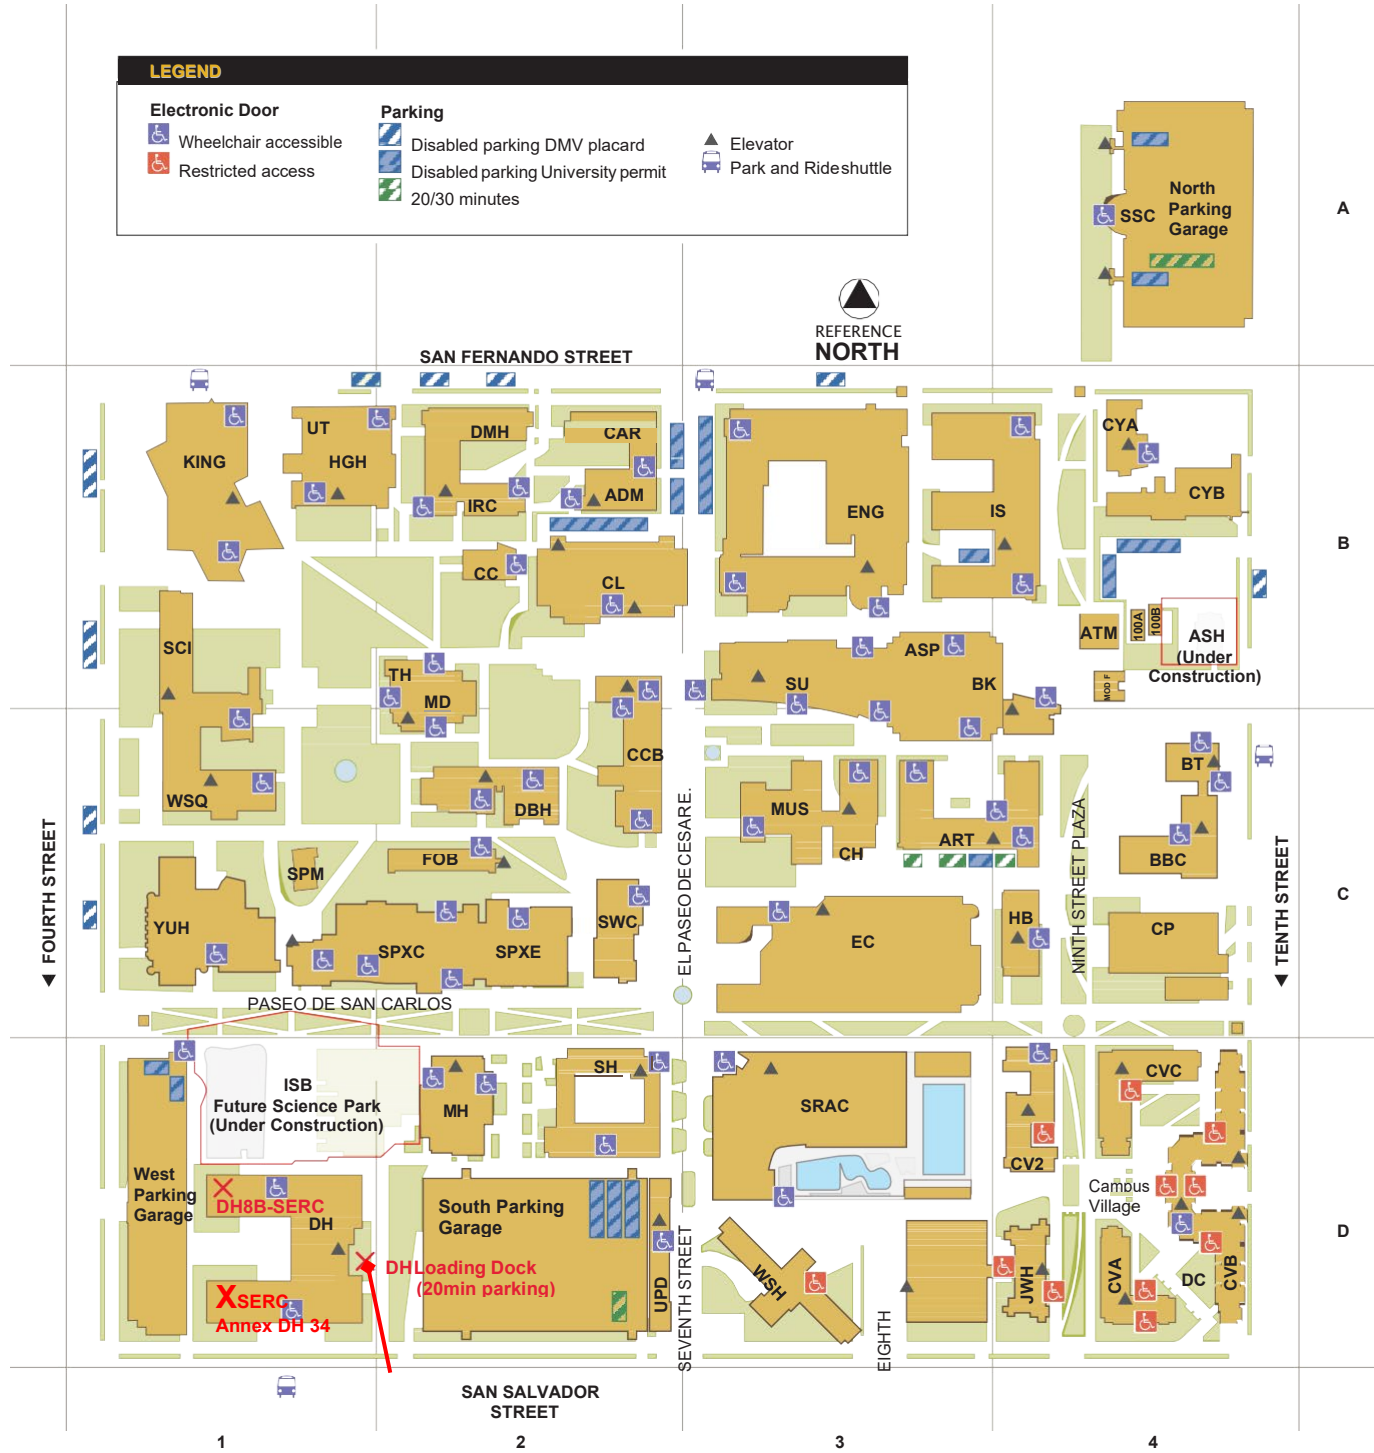 LEGEND
Electronic Door
Wheelchair accessible
Restricted access
Parking
Disabled parking DMV placard
Disabled parking University permit
20/30 minutes
Elevator
Park and Rideshuttle
North
Parking
Garage
SSC
A
REFERENCE
NORTH
SAN FERNANDO STREET
KING
UT
HGH
DMH
IRC
CAR
ADM
ENG
IS
CYA
CYB
B
CC
CL
SCI
TH
MD
SU
ASP
BK
ATM
100A
100B
MOD F
ASH
(Under
Construction)
CCB
WSQ
DBH
MUS
CH
ART
BT
BBC
FOURTH STREET
SPM
FOB
EL PASEO DE CESARE.
NINTH STREET PLAZA
TENTH STREET
C
YUH
SPXC
SPXE
SWC
EC
HB
CP
PASEO DE SAN CARLOS
ISB
Future Science Park
(Under Construction)
MH
SH
SRAC
CV2
CVC
West
Parking
Garage
DH8B-SERC
DH
South Parking
Garage
Campus
Village
D
DH Loading Dock
(20min parking)
XSERC
Annex DH 34
UPD
SEVENTH STREET
WSH
EIGHTH
JWH
CVA
DC
CVB
SAN SALVADOR
STREET
1
2
3
4